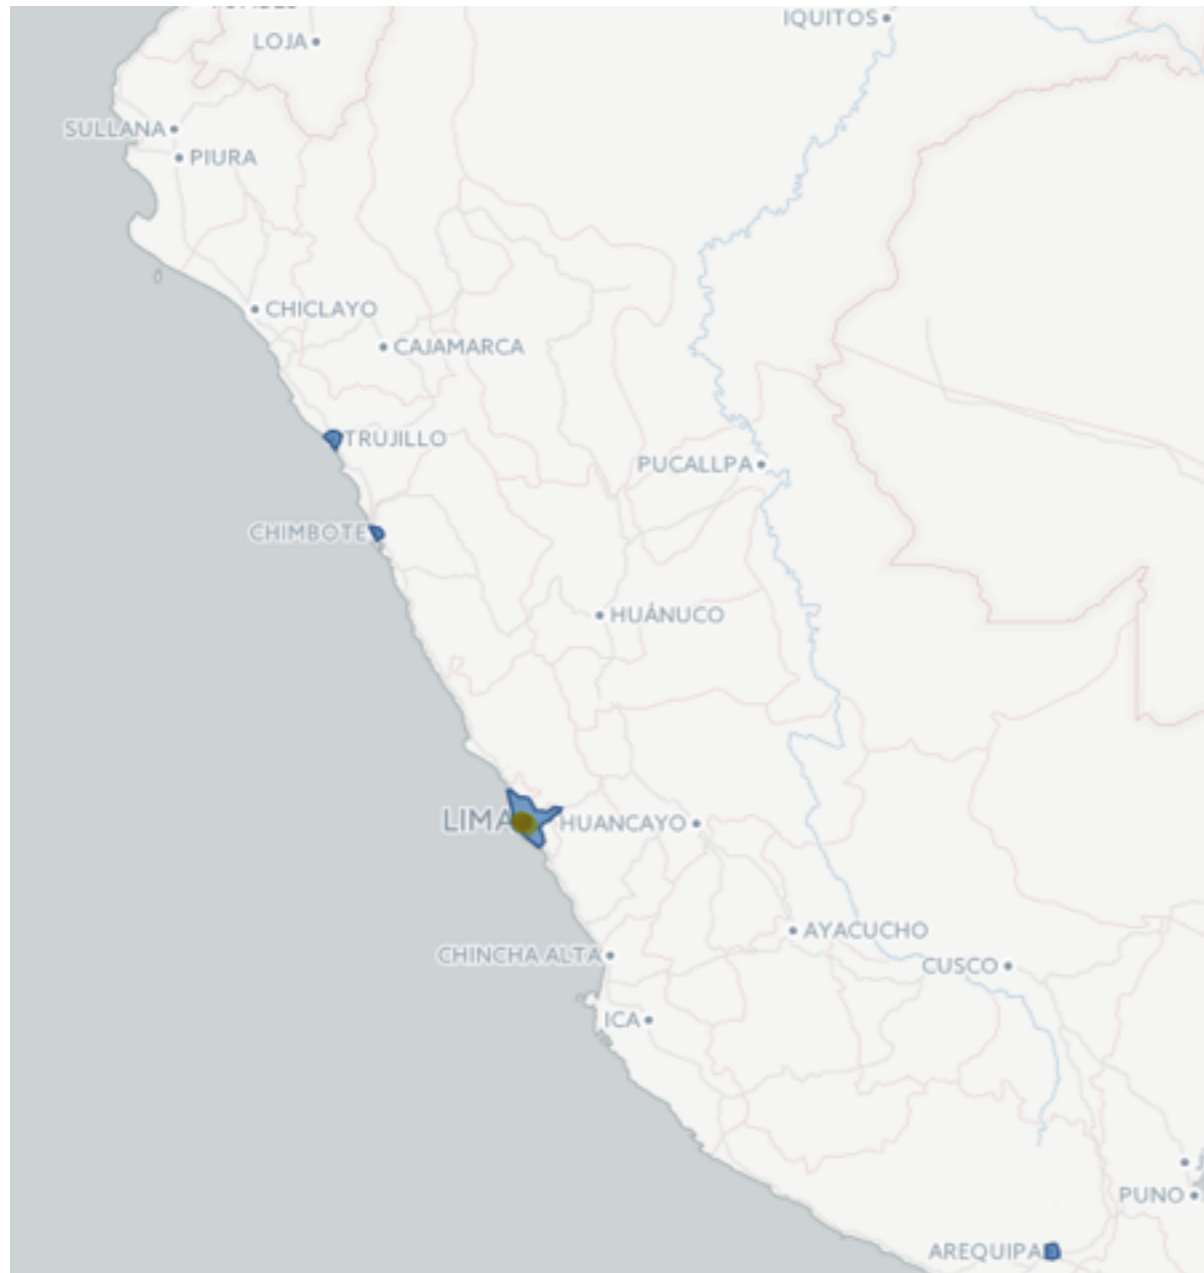 IQUITOS
LOJA
SULLANA
PIURA
CHICLAYO
CAJAMARCA
TRUJILLO
PUCALLPA
CHIMBOTE
HUÁNUCO
LIMA
HUANCAYO
AYACUCHO
CHINCHA ALTA
CUSCO
ICA
PUNO
AREQUIPA